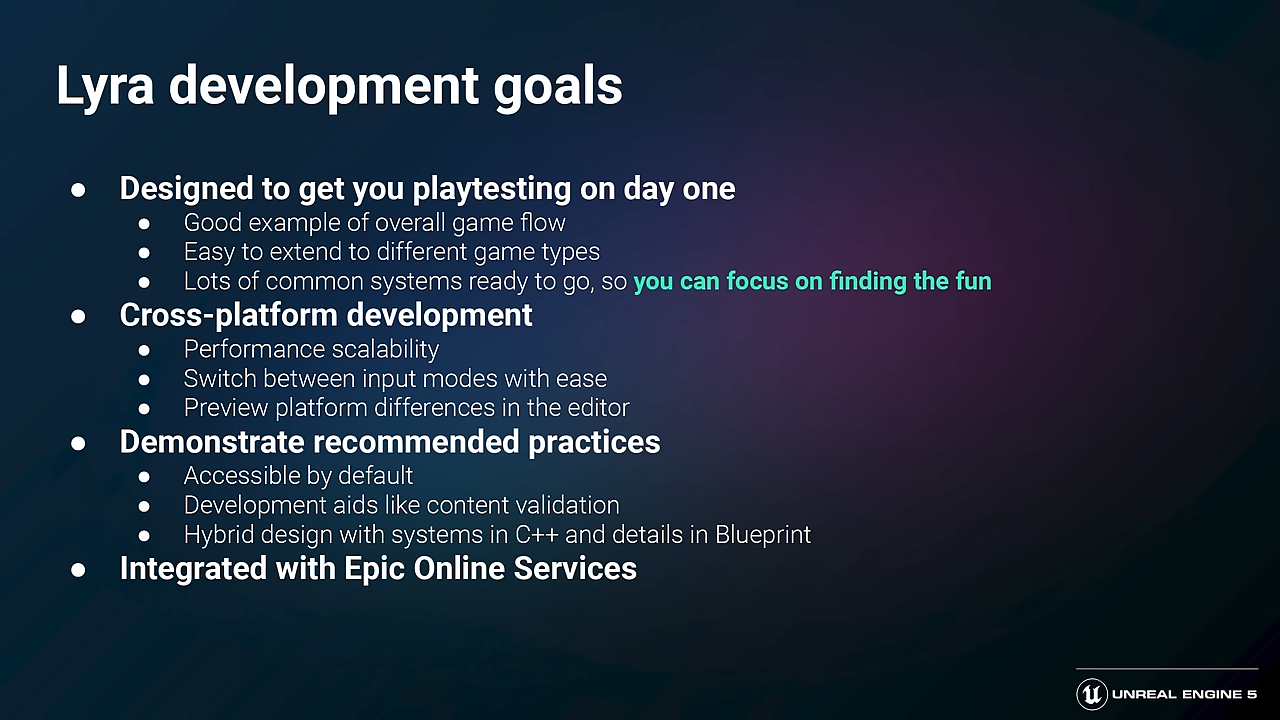 Lyra development goals
● Designed to get you playtesting on day one
● Good example of overall game flow
● Easy to extend to different game types
● Lots of common systems ready to go, so you can focus on finding the fun
● Cross-platform development
● Performance scalability
● Switch between input modes with ease
● Preview platform differences in the editor
● Demonstrate recommended practices
● Accessible by default
● Development aids like content validation
● Hybrid design with systems in C++ and details in Blueprint
● Integrated with Epic Online Services
UNREAL ENGINE 5